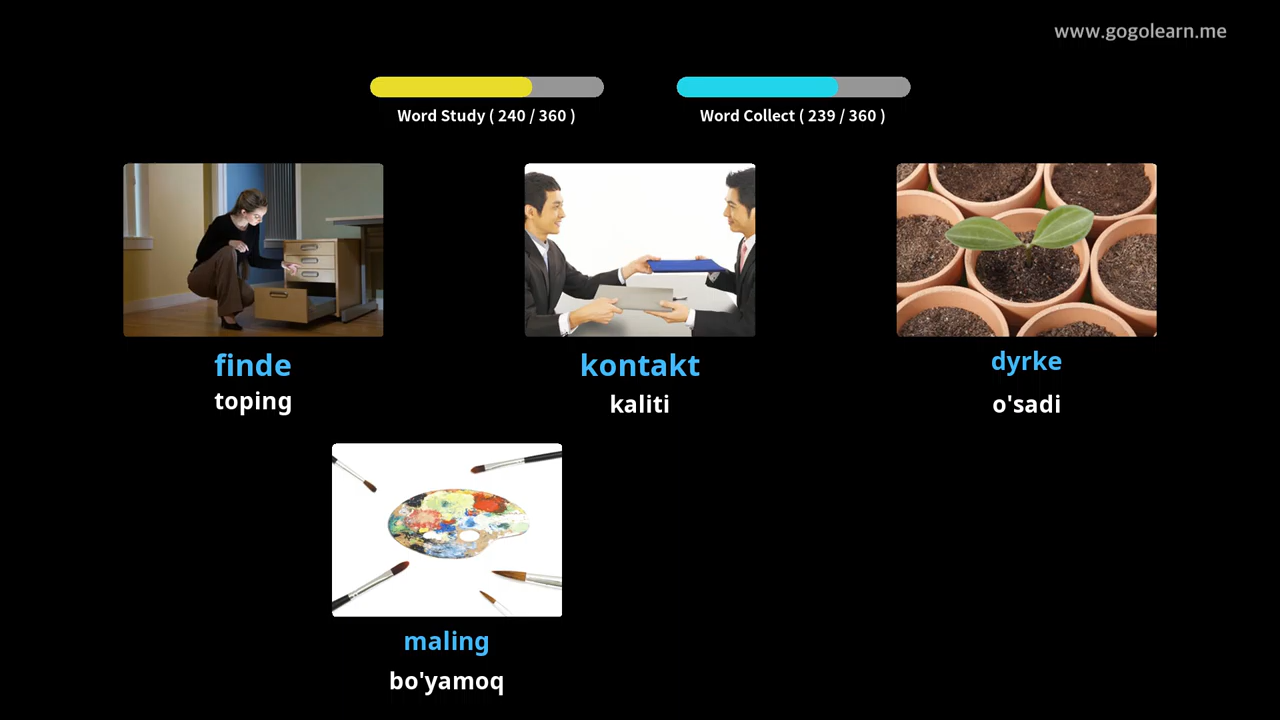 www.gogolearn.me
Word Study ( 240 / 360 )
Word Collect ( 239 / 360 )
finde
toping
kontakt
kaliti
dyrke
o'sadi
maling
bo'yamoq